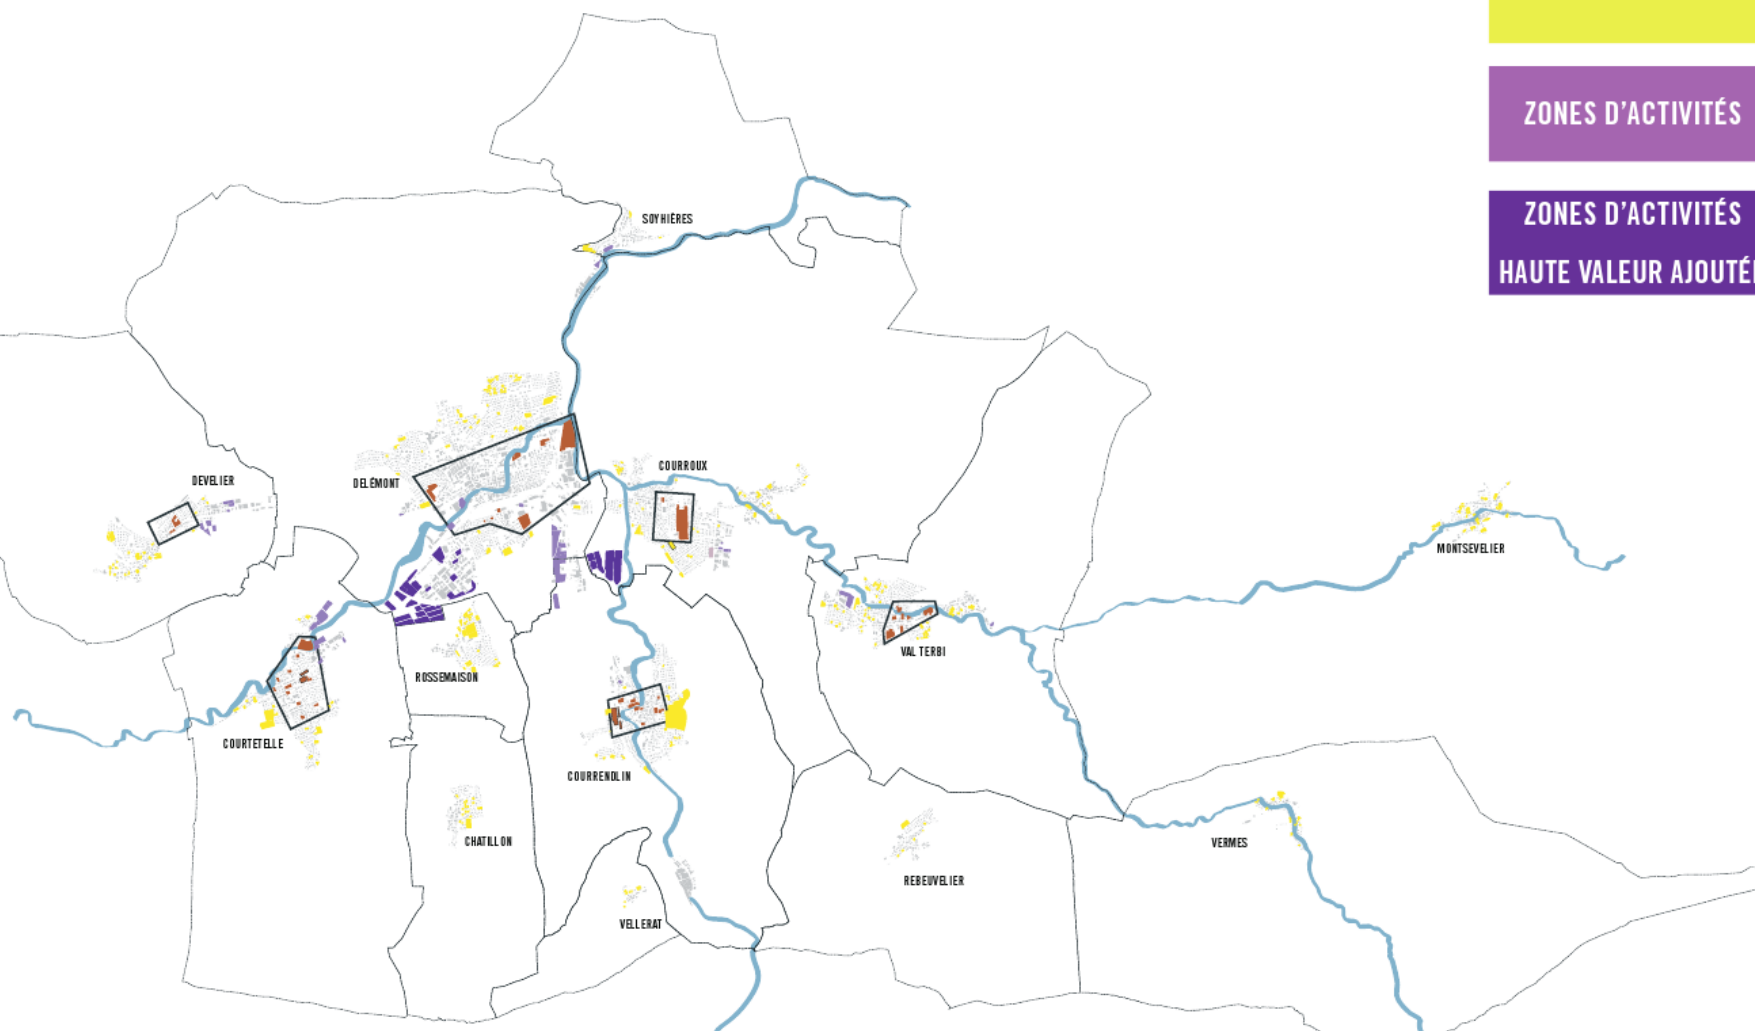 ZONES D'ACTIVITÉS
ZONES D'ACTIVITÉS
HAUTE VALEUR AJOUTÉE
SOYHIÈRES
COURROUX
DEVELIER
DELÉMONT
MONTSEVELIER
VAL TERBI
ROSSEMAISON
COURTETELLE
COURRENDLIN
CHATILLON
VERMES
REBEUVELIER
VELLERAT